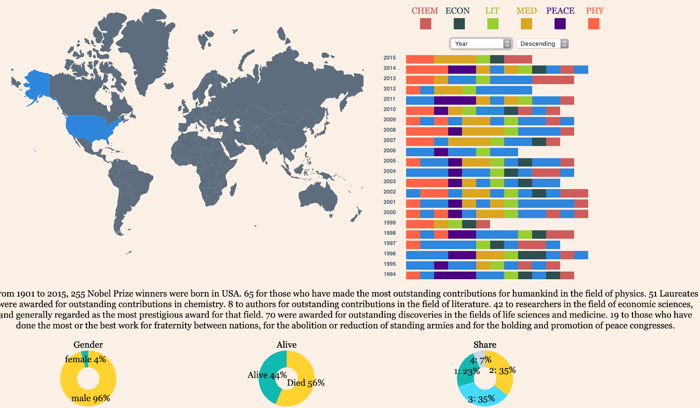 CHEM ECON LIT MED PEACE PHY
Year Descending
2015
2014
2013
2012
2011
2010
2009
2008
2007
2006
2005
2004
2003
2002
2001
2000
1999
1998
1997
1996
1995
1994
rom 1901 to 2015, 255 Nobel Prize winners were born in USA. 65 for those who have made the most outstanding contributions for humankind in the field of physics. 51 Laureates
were awarded for outstanding contributions in chemistry. 8 to authors for outstanding contributions in the field of literature. 42 to researchers in the field of economic sciences,
and generally regarded as the most prestigious award for that field. 70 were awarded for outstanding discoveries in the fields of life sciences and medicine. 19 to those who have
done the most or the best work for fraternity between nations, for the abolition or reduction of standing armies and for the holding and promotion of peace congresses.
Gender
female 4%
male 96%
Alive
Alive 44%
Died 56%
Share
4: 7%
1: 23%
2: 35%
3: 35%